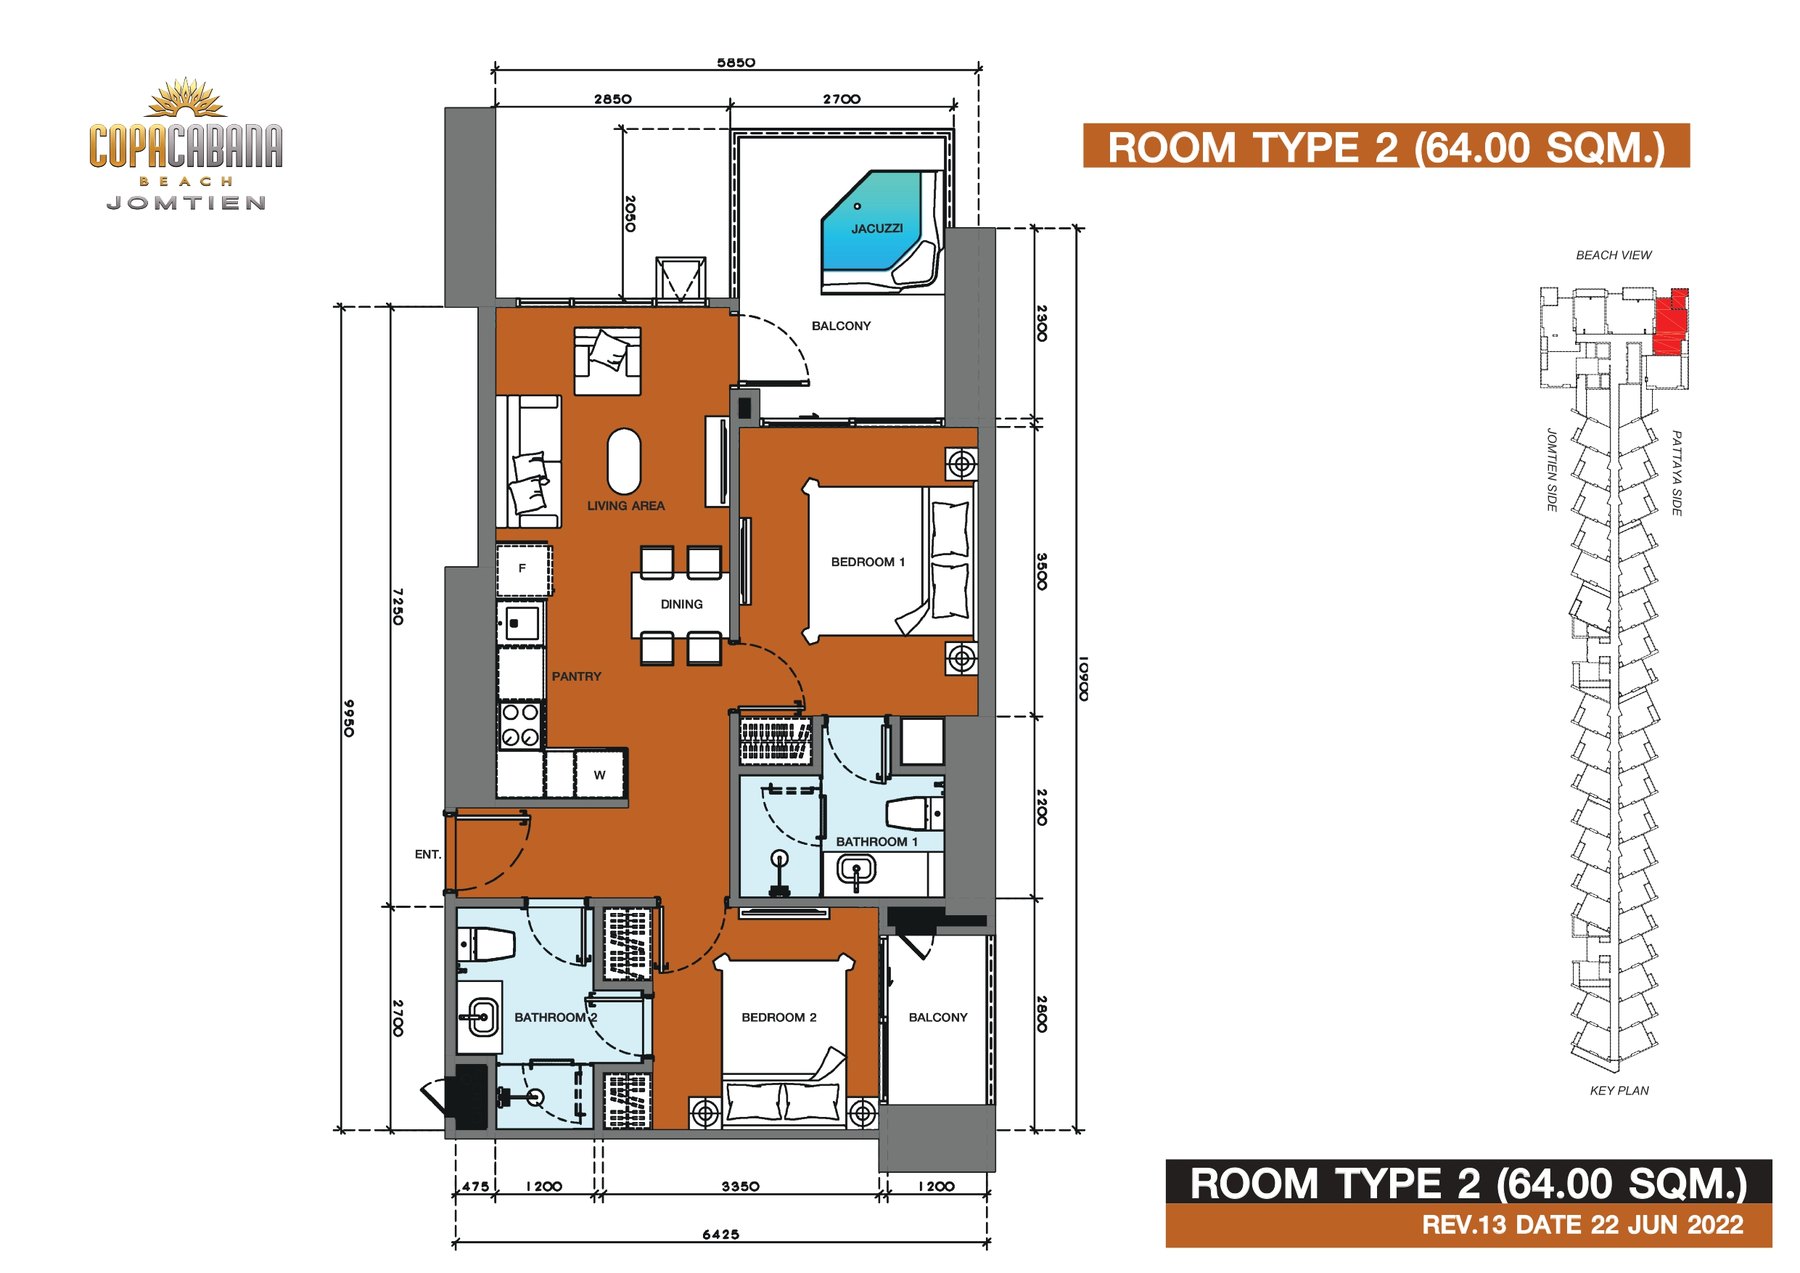 COPACABANA
BEACH
JOMTIEN
ROOM TYPE 2 (64.00 SQM.)
5850
2850
2700
2050
JACUZZI
BALCONY
2300
LIVING AREA
BEDROOM 1
3500
F
DINING
7250
PANTRY
10900
9950
W
2200
BATHROOM 1
ENT.
BATHROOM 2
BEDROOM 2
BALCONY
2700
2800
475
1200
3350
1200
6425
BEACH VIEW
JOMTIEN SIDE
PATTAYA SIDE
KEY PLAN
ROOM TYPE 2 (64.00 SQM.)
REV.13 DATE 22 JUN 2022